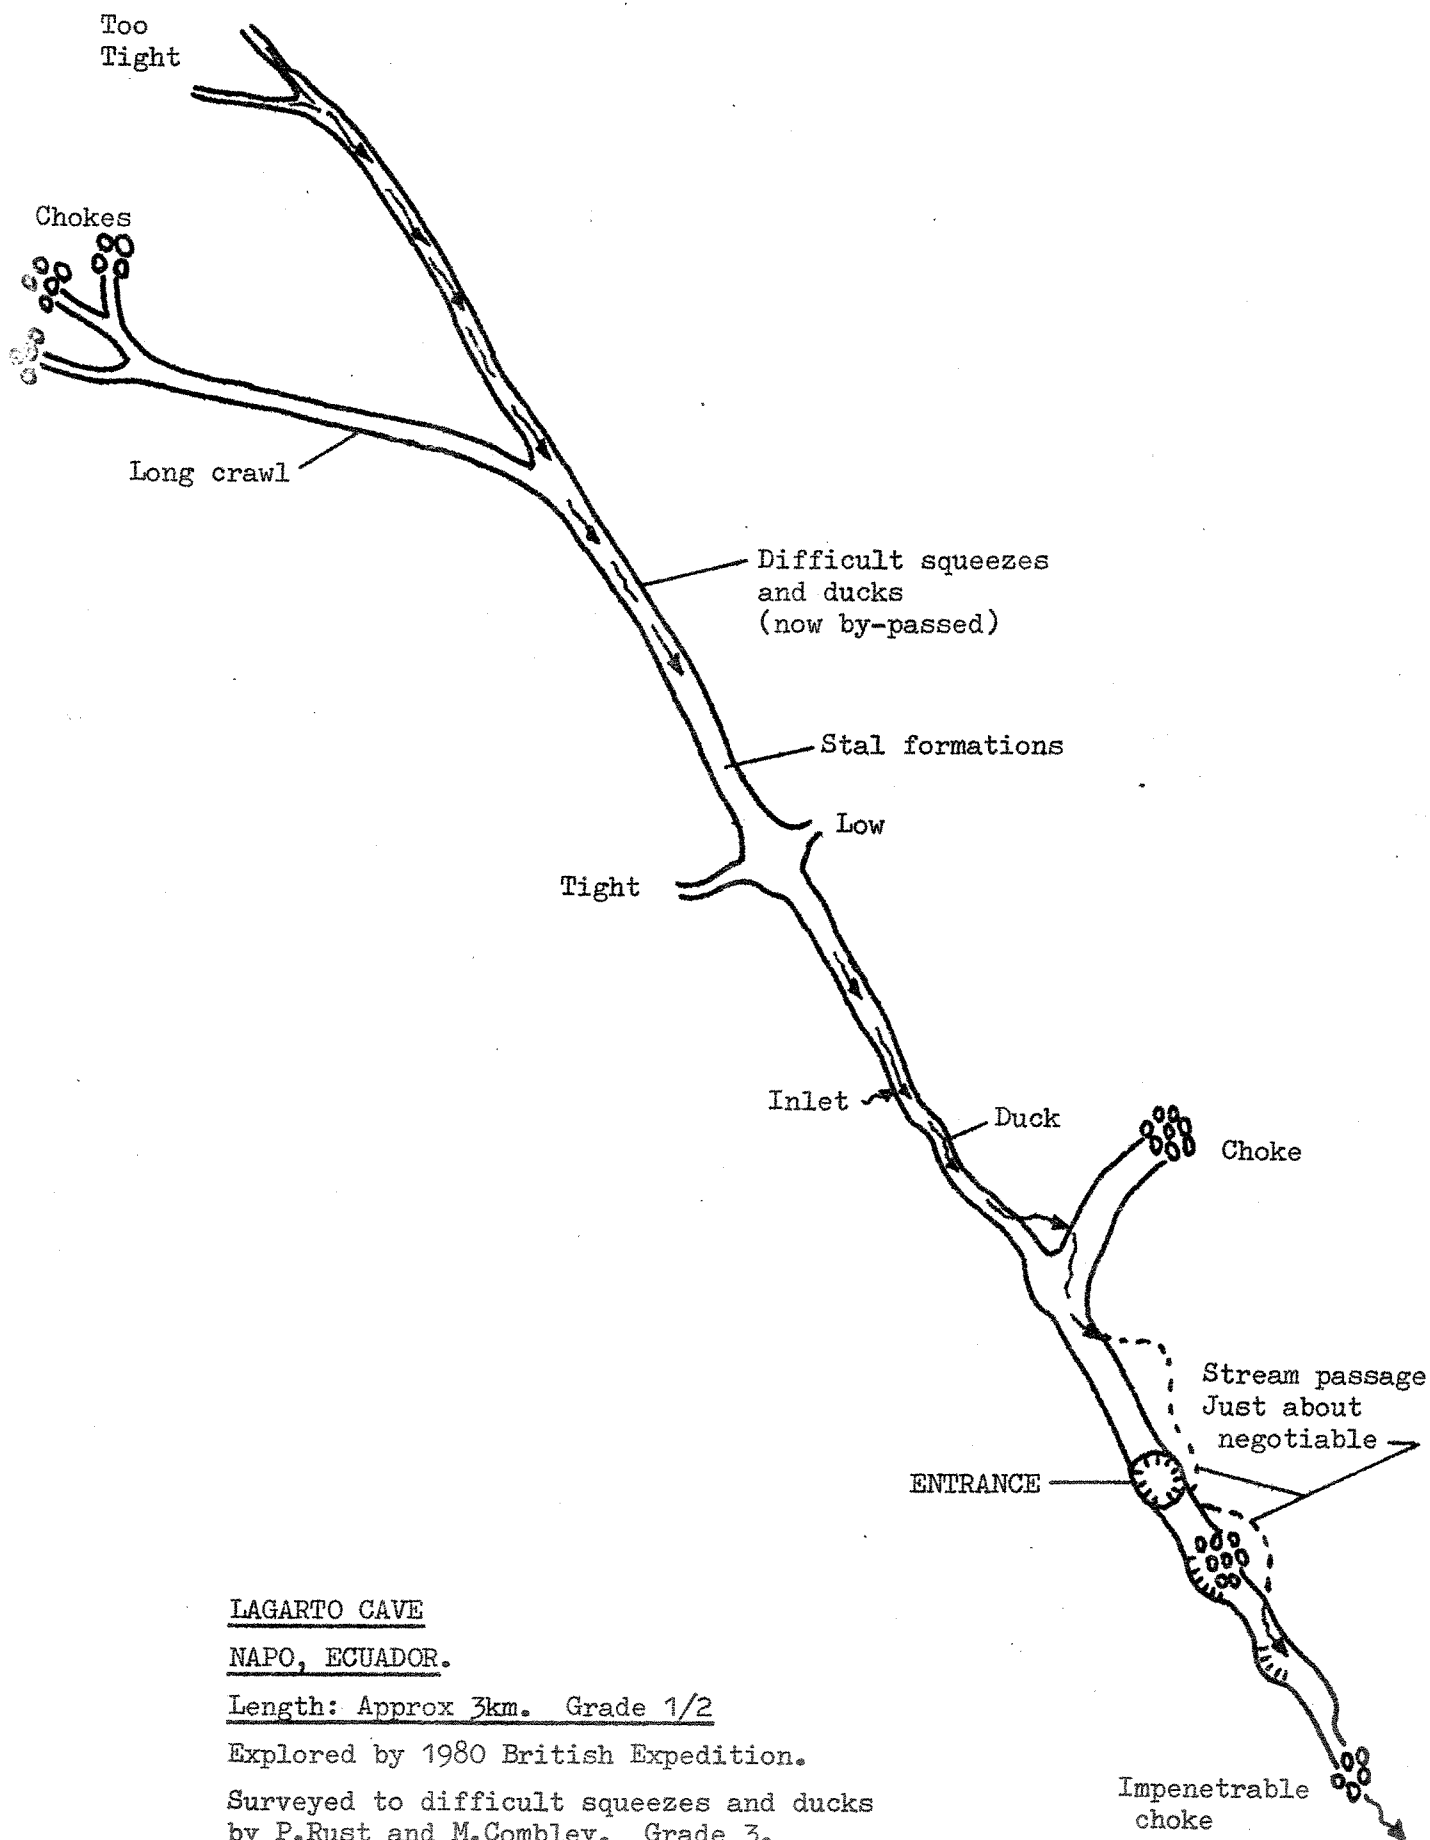 Too
Tight
Chokes
Long crawl
Difficult squeezes
and ducks
(now by-passed)
Stal formations
Low
Tight
Inlet
Duck
Choke
Stream passage
Just about
negotiable
ENTRANCE
LAGARTO CAVE
NAPO, ECUADOR.
Length: Approx 3km. Grade 1/2
Explored by 1980 British Expedition.
Surveyed to difficult squeezes and ducks
by P.Rust and M.Combley. Grade 3.
Impenetrable
choke